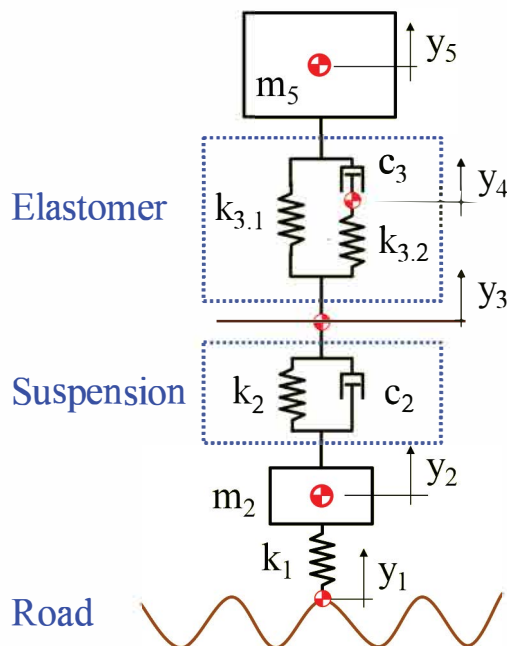 y₅
m₅
c₃
y₄
Elastomer
k₃.₁
k₃.₂
y₃
Suspension
k₂
c₂
y₂
m₂
k₁
y₁
Road